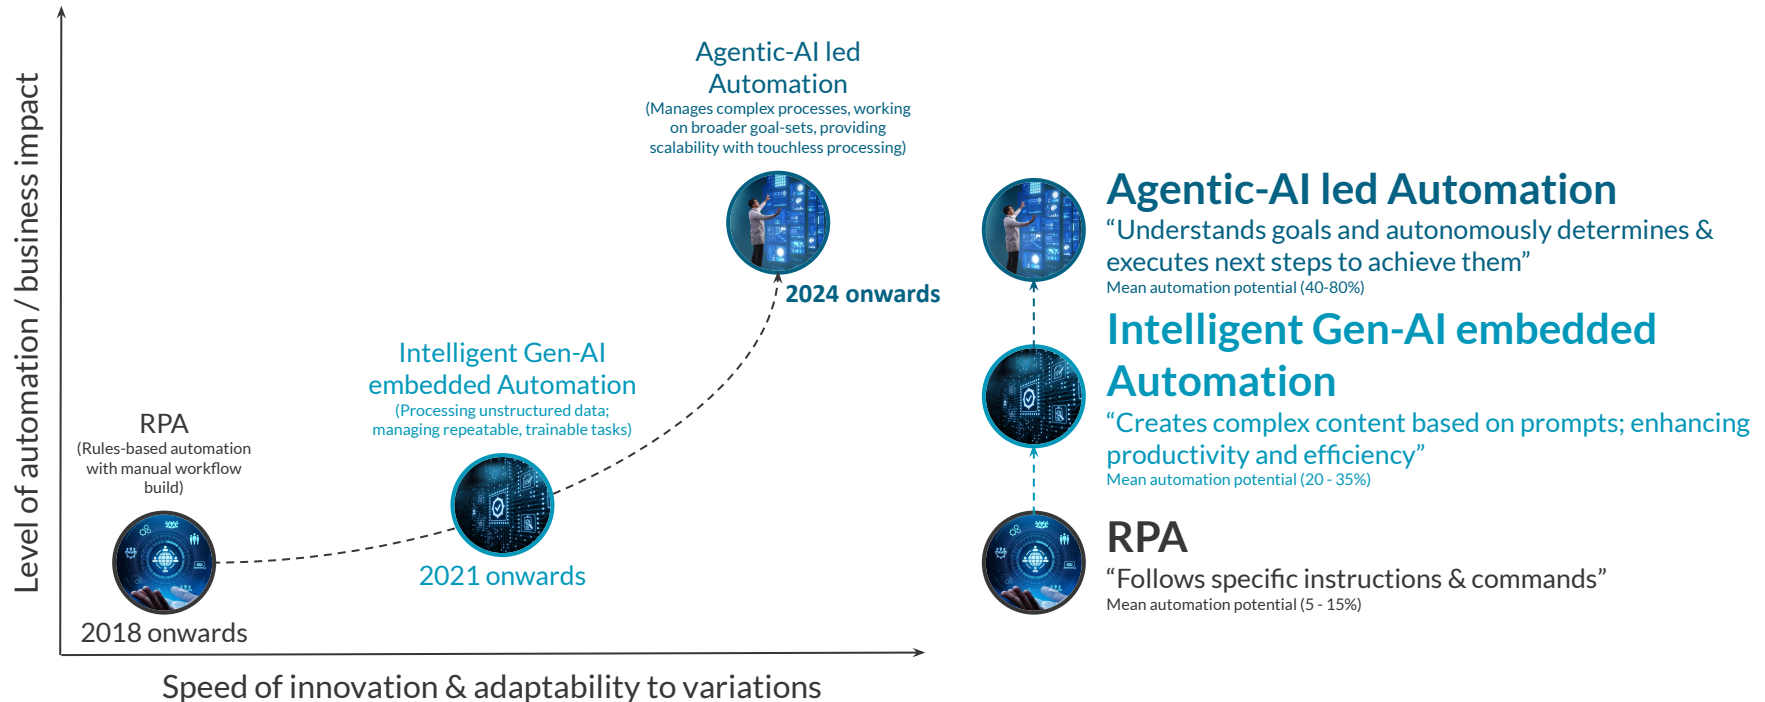 Level of automation / business impact
Agentic-AI led
Automation
(Manages complex processes, working
on broader goal-sets, providing
scalability with touchless processing)
2024 onwards
Intelligent Gen-AI
embedded Automation
(Processing unstructured data;
managing repeatable, trainable tasks)
2021 onwards
RPA
(Rules-based automation
with manual workflow
build)
2018 onwards
Speed of innovation & adaptability to variations
Agentic-AI led Automation
“Understands goals and autonomously determines &
executes next steps to achieve them”
Mean automation potential (40-80%)
Intelligent Gen-AI embedded
Automation
“Creates complex content based on prompts; enhancing
productivity and efficiency”
Mean automation potential (20 - 35%)
RPA
“Follows specific instructions & commands”
Mean automation potential (5 - 15%)